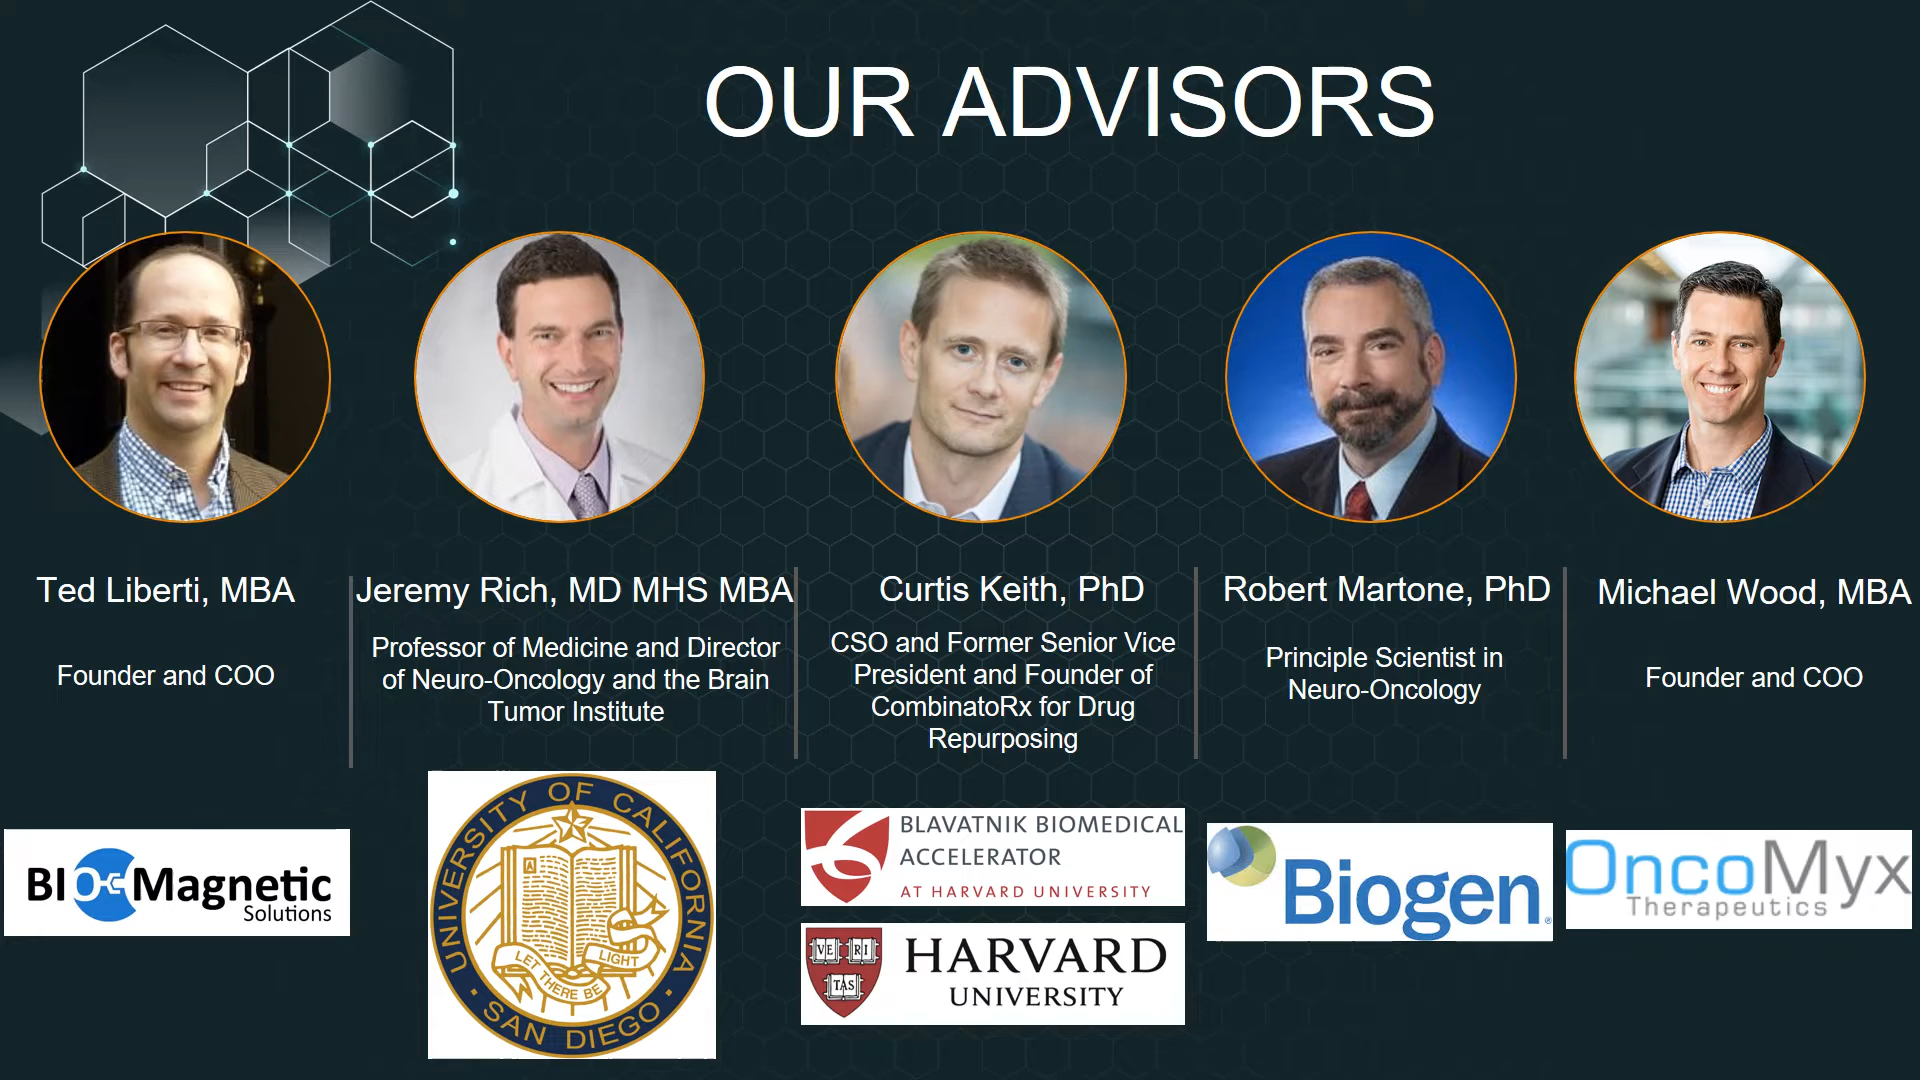 OUR ADVISORS
Ted Liberti, MBA
Founder and COO
BIO Magnetic
Solutions
Jeremy Rich, MD MHS MBA
Professor of Medicine and Director
of Neuro-Oncology and the Brain
Tumor Institute
UNIVERSITY OF CALIFORNIA
SAN DIEGO
LET THERE BE LIGHT
A
Curtis Keith, PhD
CSO and Former Senior Vice
President and Founder of
CombinatoRx for Drug
Repurposing
BLAVATNIK BIOMEDICAL
ACCELERATOR
AT HARVARD UNIVERSITY
VE RI
TAS
HARVARD
UNIVERSITY
Robert Martone, PhD
Principle Scientist in
Neuro-Oncology
Biogen®
Michael Wood, MBA
Founder and COO
OncoMyx
Therapeutics